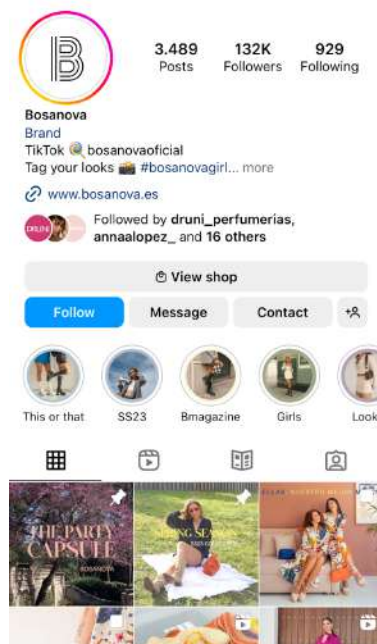 B
3.489 132K 929
Posts Followers Following
Bosanova
Brand
TikTok bosanovaoficial
Tag your looks #bosanovagirl... more
www.bosanova.es
DRUNI
Followed by druni_perfumerias,
annaalopez_ and 16 others
View shop
Follow Message Contact
This or that SS23 Bmagazine Girls Look
THE PARTY
CAPSULE
BOSANOVA
SPRING SEASON